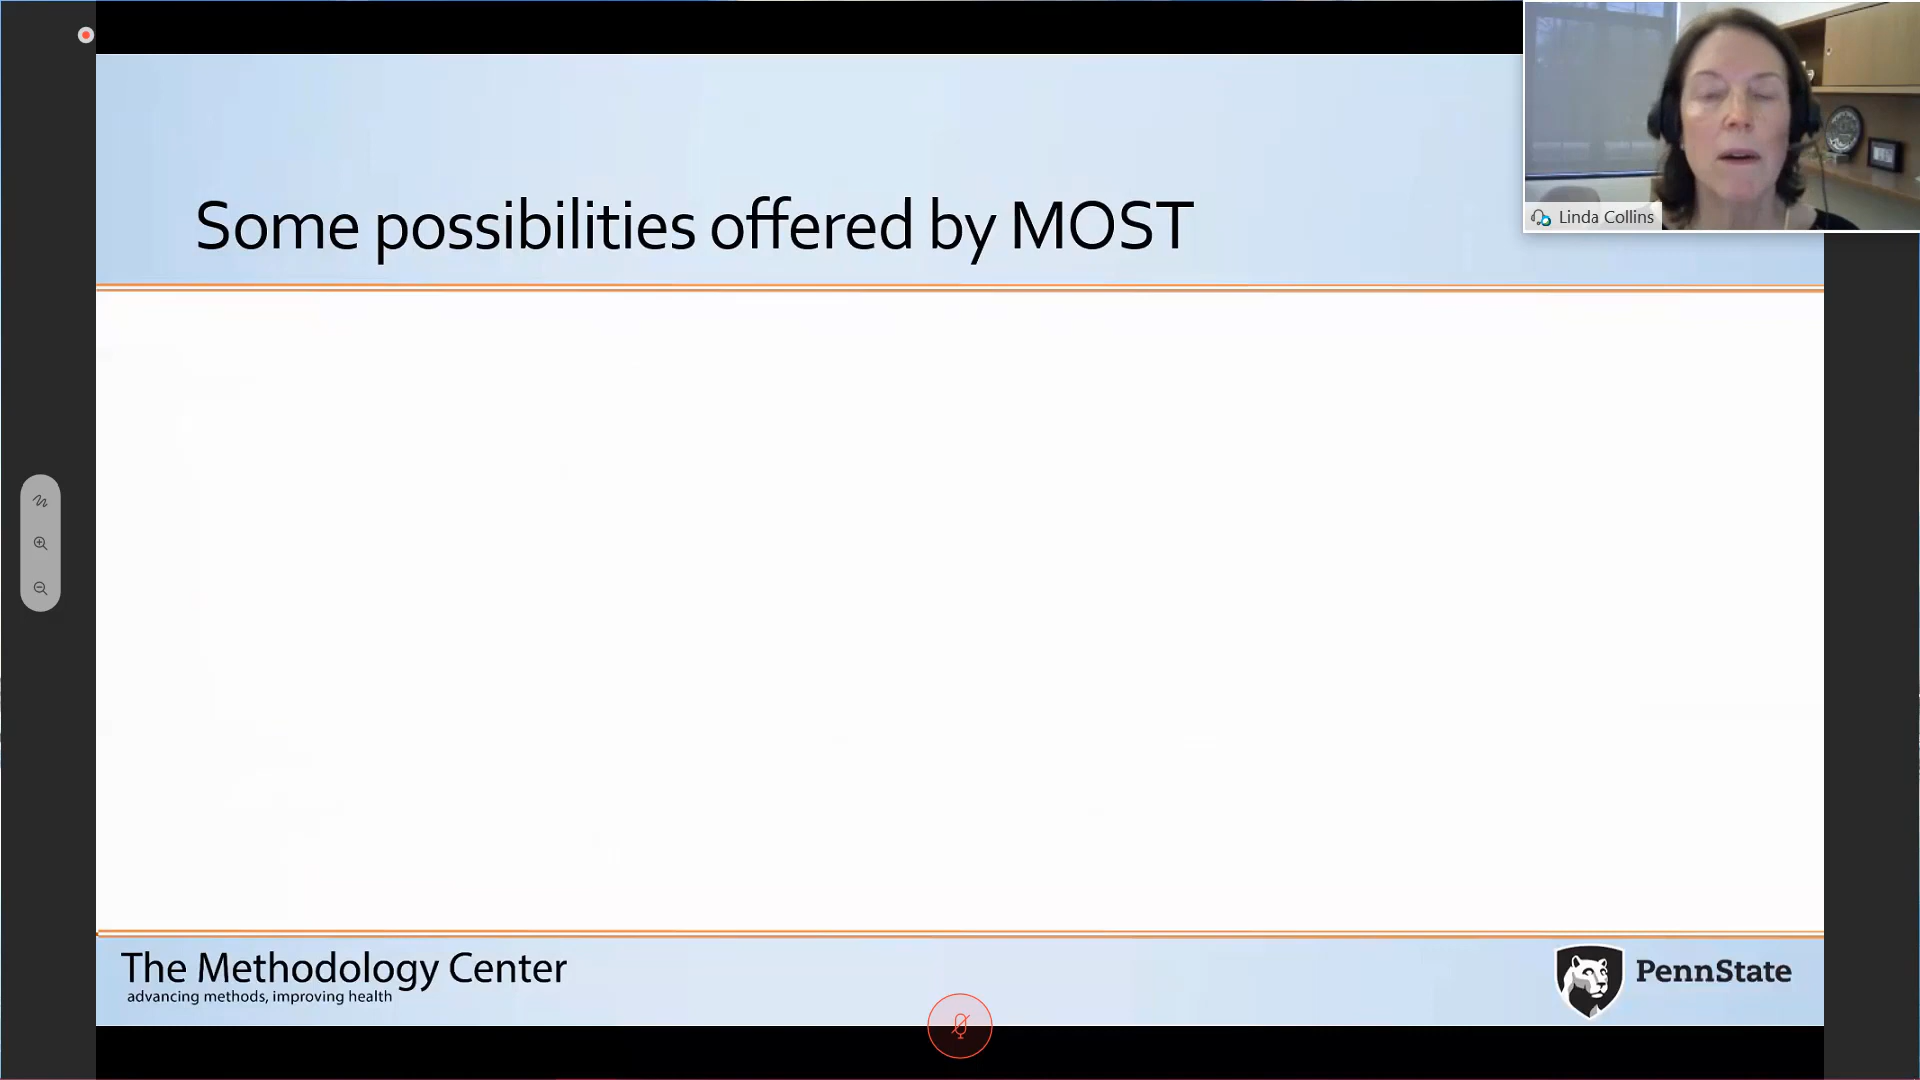 Linda Collins
Some possibilities offered by MOST
The Methodology Center
advancing methods, improving health
PennState